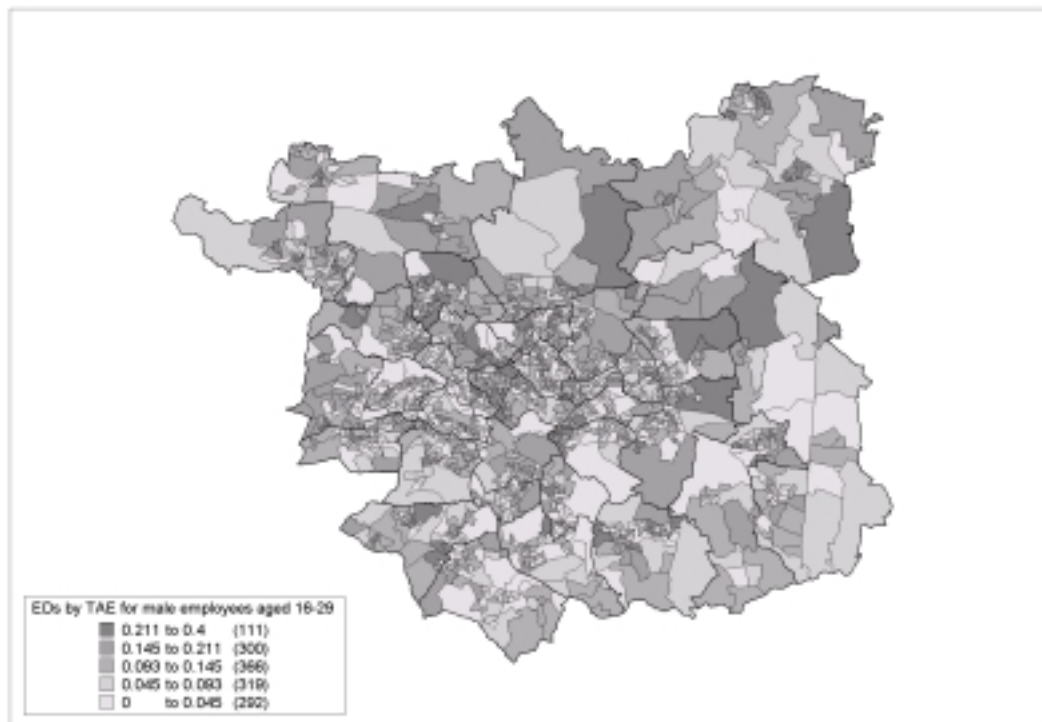 EDs by TAE for male employees aged 16-29
0.211 to 0.4 (111)
0.145 to 0.211 (300)
0.093 to 0.145 (366)
0.045 to 0.093 (319)
0 to 0.045 (292)